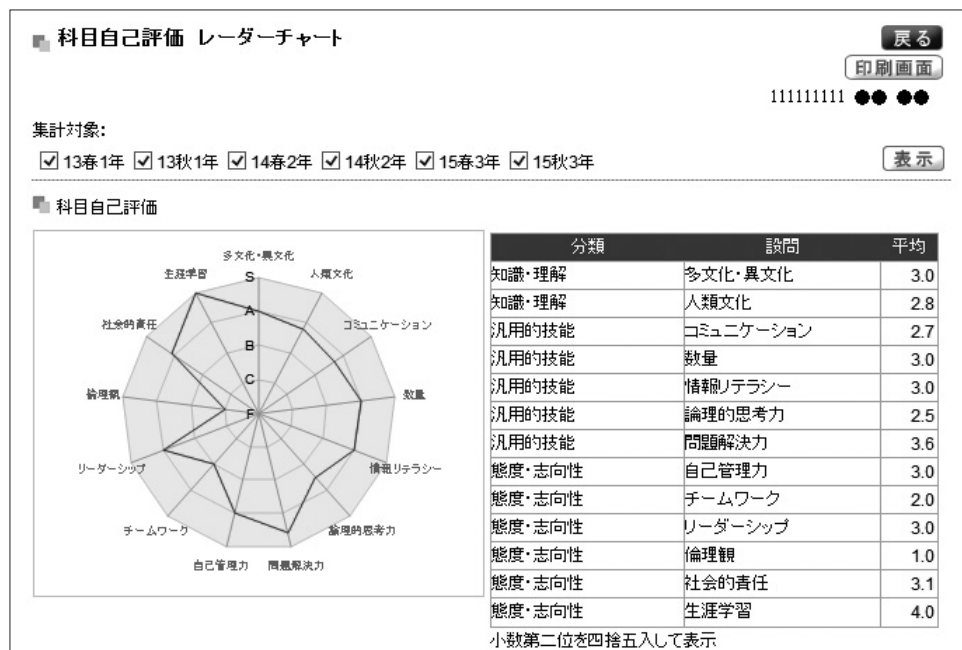 科目自己評価 レーダーチャート
戻る
印刷画面
111111111 ●● ●●
集計対象:
13春1年 13秋1年 14春2年 14秋2年 15春3年 15秋3年
表示
科目自己評価
多文化・異文化
人類文化
コミュニケーション
数量
情報リテラシー
論理的思考力
問題解決力
自己管理力
チームワーク
リーダーシップ
倫理観
社会的責任
生涯学習
S
A
B
C
F
分類 設問 平均
知識・理解 多文化・異文化 3.0
知識・理解 人類文化 2.8
汎用的技能 コミュニケーション 2.7
汎用的技能 数量 3.0
汎用的技能 情報リテラシー 3.0
汎用的技能 論理的思考力 2.5
汎用的技能 問題解決力 3.6
態度・志向性 自己管理力 3.0
態度・志向性 チームワーク 2.0
態度・志向性 リーダーシップ 3.0
態度・志向性 倫理観 1.0
態度・志向性 社会的責任 3.1
態度・志向性 生涯学習 4.0
小数第二位を四捨五入して表示